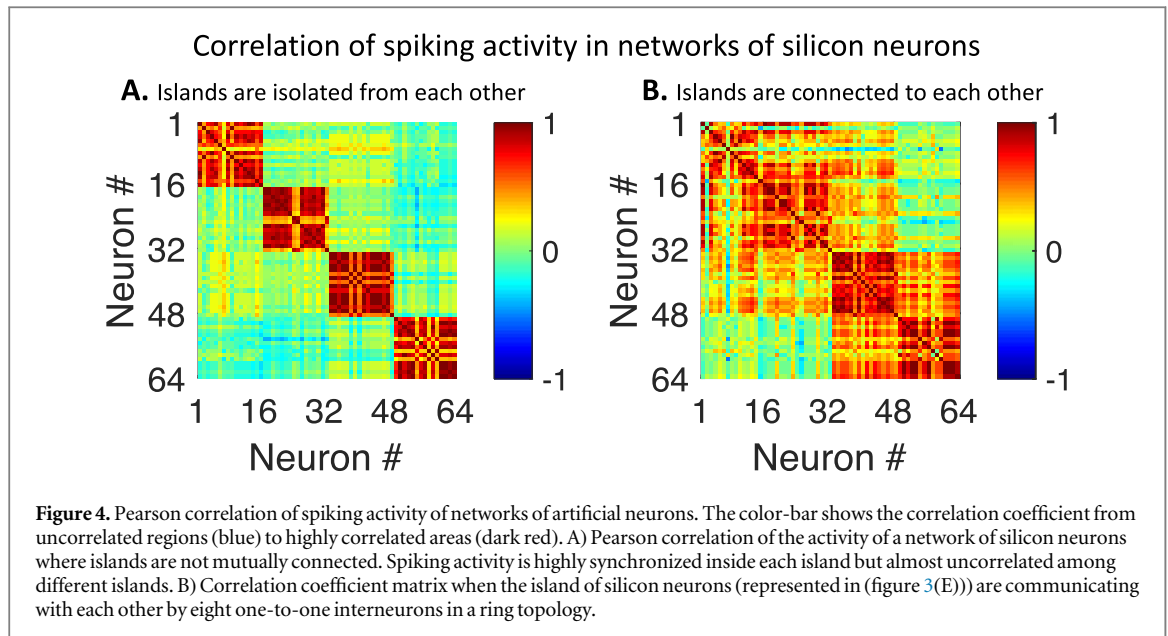 Correlation of spiking activity in networks of silicon neurons
A. Islands are isolated from each other
B. Islands are connected to each other
1
16
32
48
64
Neuron #
1 16 32 48 64
Neuron #
1
0
-1
1
16
32
48
64
Neuron #
1 16 32 48 64
Neuron #
1
0
-1
Figure 4. Pearson correlation of spiking activity of networks of artificial neurons. The color-bar shows the correlation coefficient from
uncorrelated regions (blue) to highly correlated areas (dark red). A) Pearson correlation of the activity of a network of silicon neurons
where islands are not mutually connected. Spiking activity is highly synchronized inside each island but almost uncorrelated among
different islands. B) Correlation coefficient matrix when the island of silicon neurons (represented in (figure 3(E))) are communicating
with each other by eight one-to-one interneurons in a ring topology.